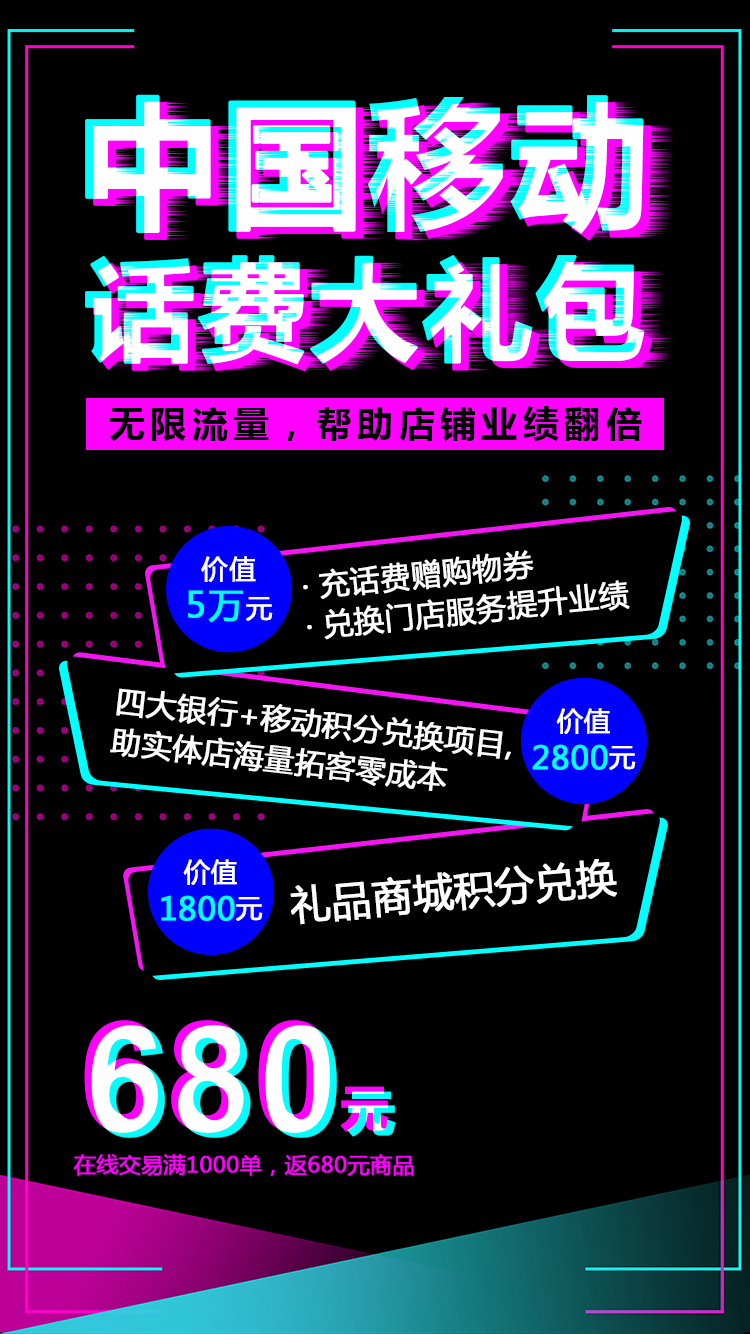 中国移动
话费大礼包
无限流量，帮助店铺业绩翻倍
价值
5万元
· 充话费赠购物券
· 兑换门店服务提升业绩
四大银行+移动积分兑换项目,
助实体店海量拓客零成本
价值
2800元
价值
1800元
礼品商城积分兑换
680元
在线交易满1000单，返680元商品